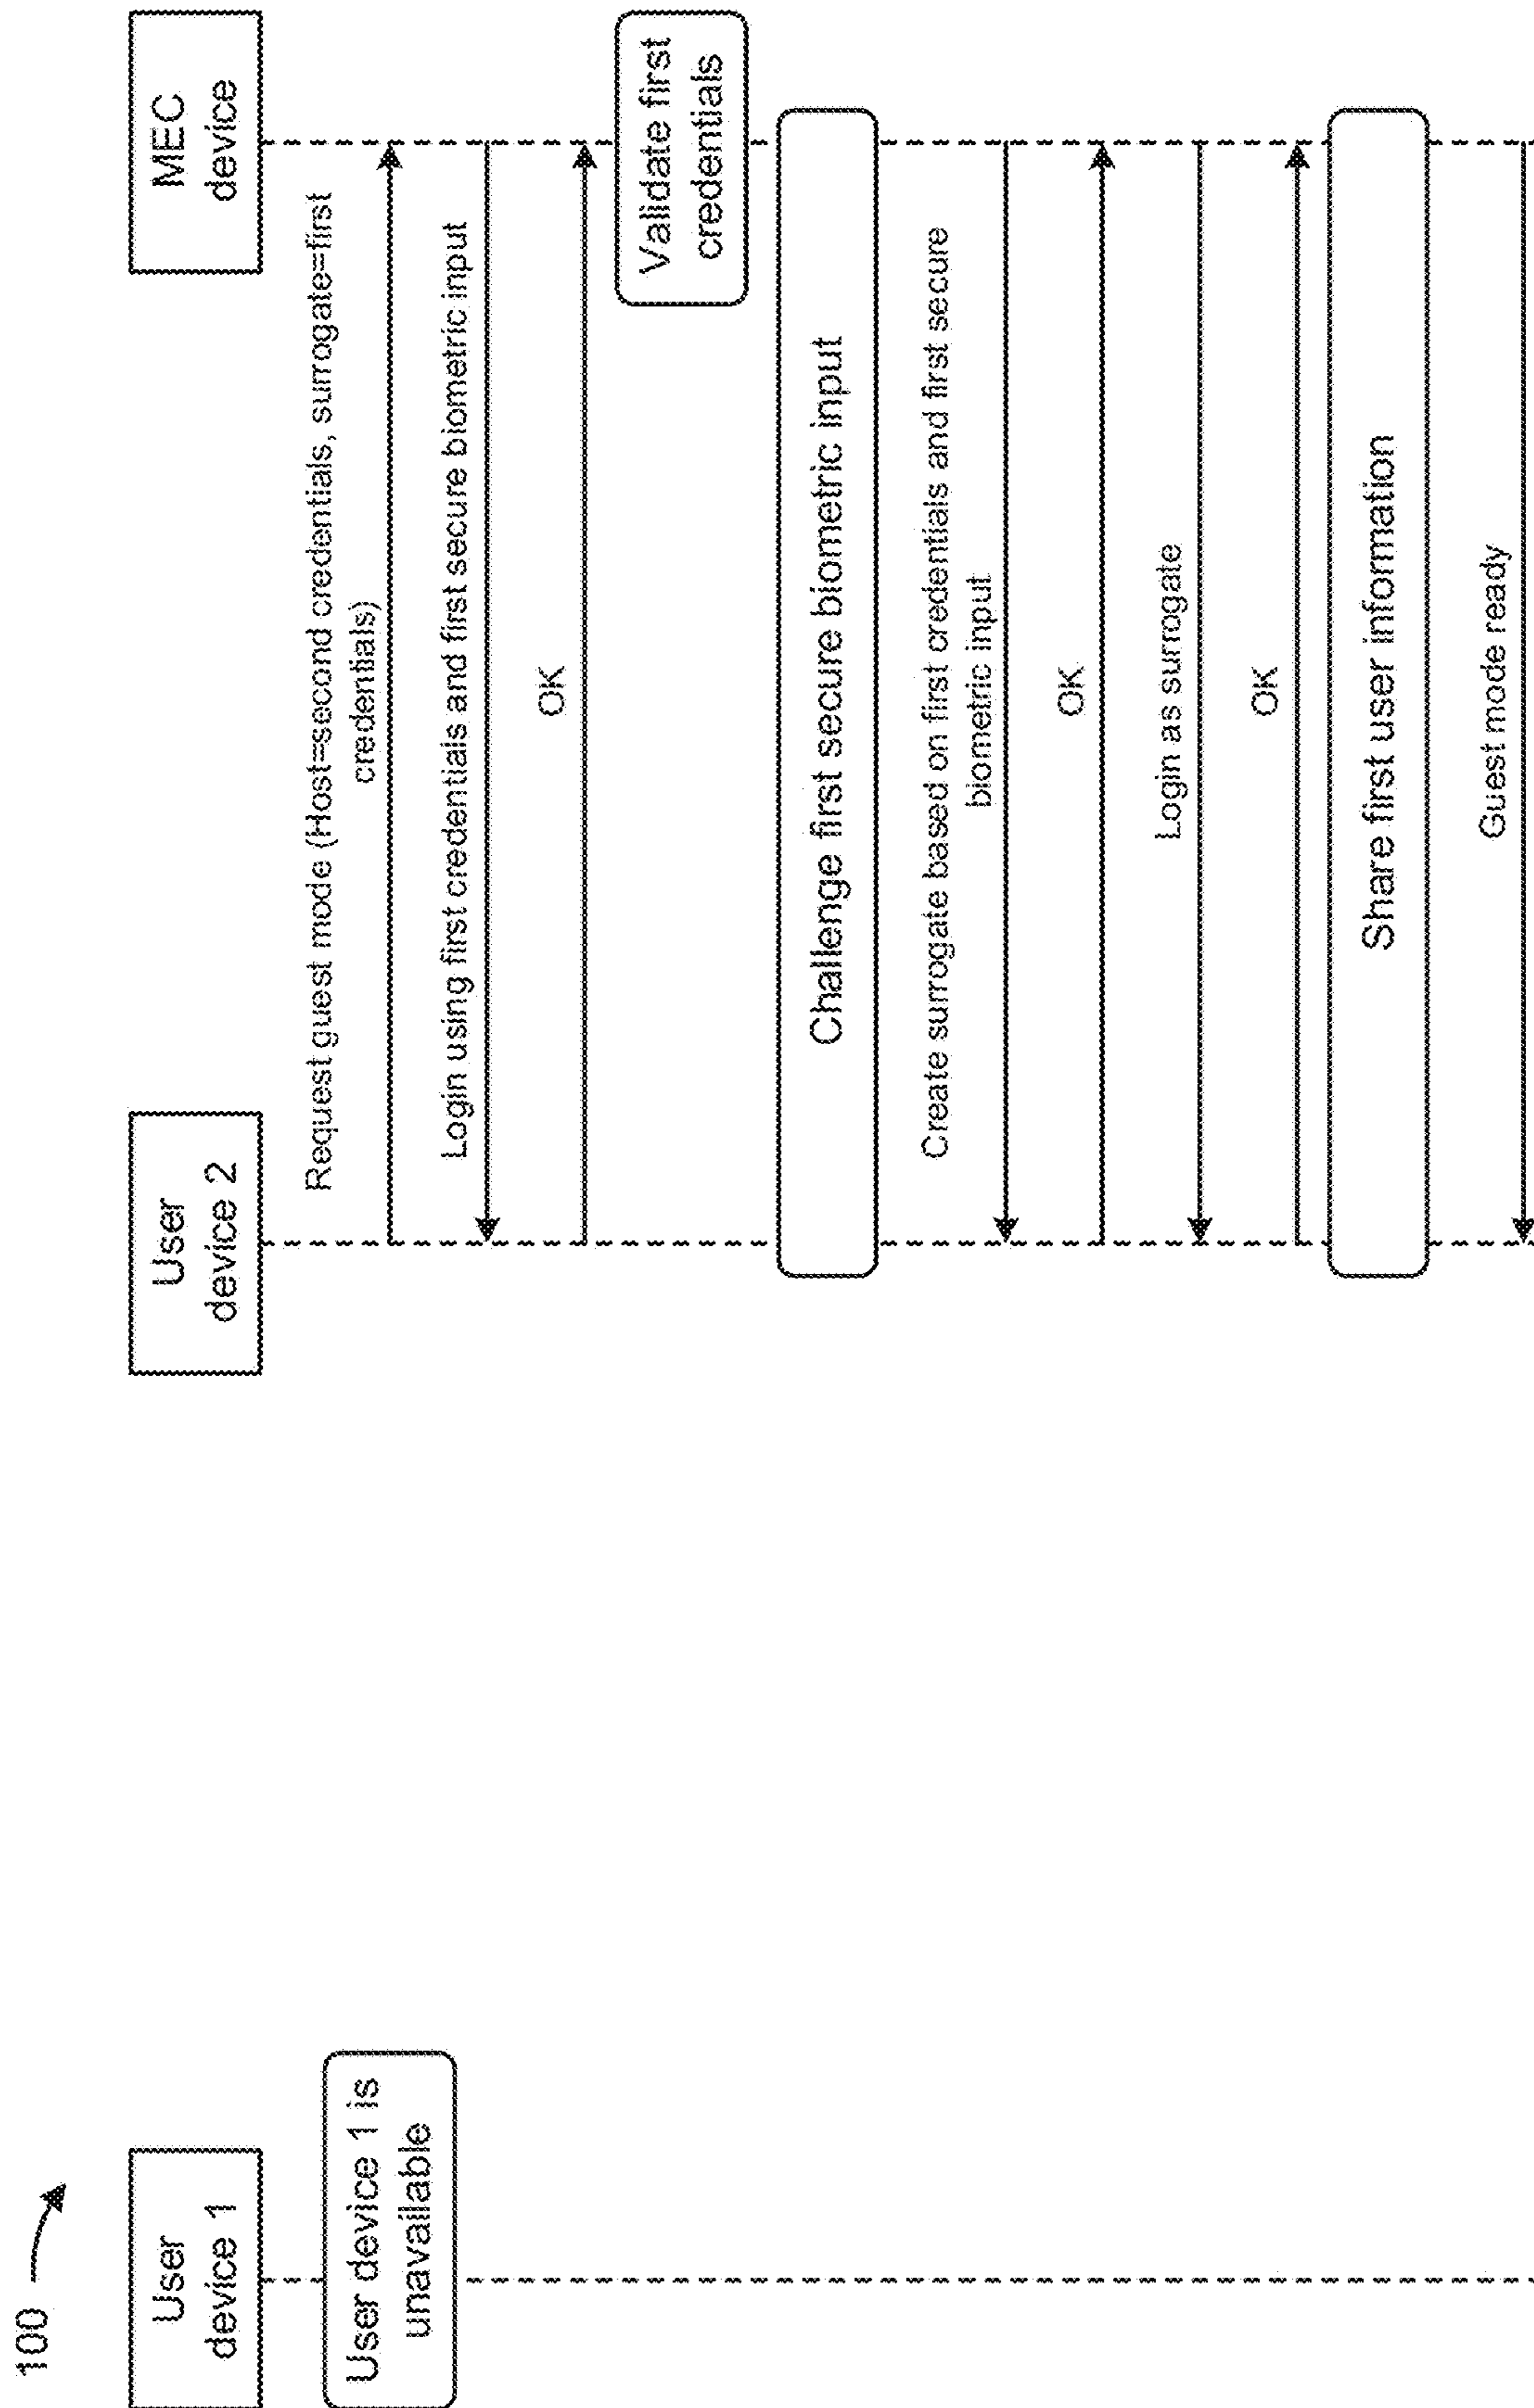 100
User
device 1
User
device 2
MEC
device
User device 1 is
unavailable
Request guest mode (Host=second credentials, surrogate=first
credentials)
Login using first credentials and first secure biometric input
OK
Validate first
credentials
Challenge first secure biometric input
Create surrogate based on first credentials and first secure
biometric input
OK
Login as surrogate
OK
Share first user information
Guest mode ready